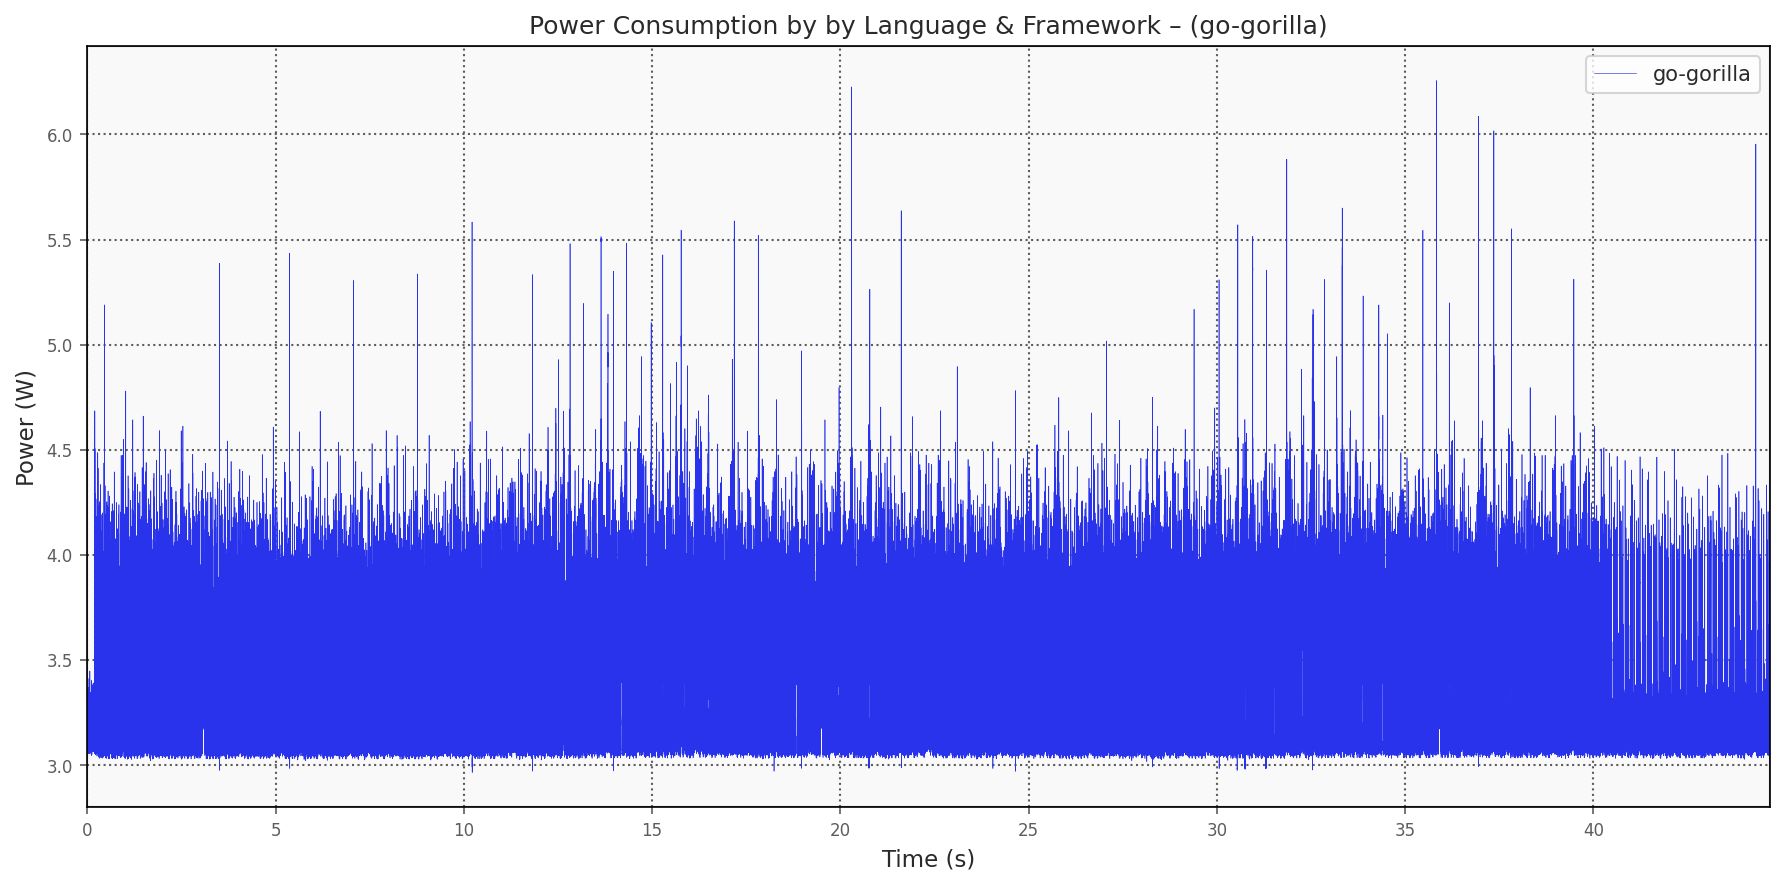 Power Consumption by by Language & Framework – (go-gorilla)
go-gorilla
Power (W)
6.0
5.5
5.0
4.5
4.0
3.5
3.0
0 5 10 15 20 25 30 35 40
Time (s)